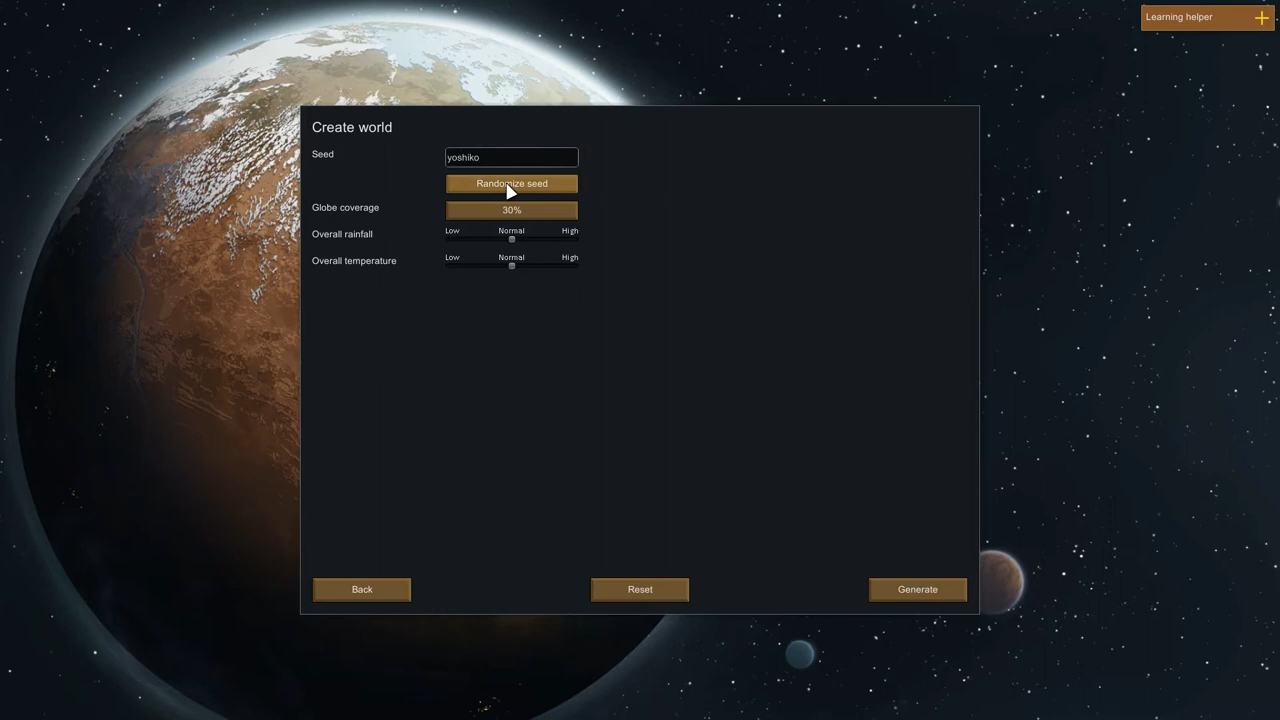 Learning helper
Create world
Seed
yoshiko
Randomize seed
Globe coverage
30%
Overall rainfall
Low Normal High
Overall temperature
Low Normal High
Back
Reset
Generate